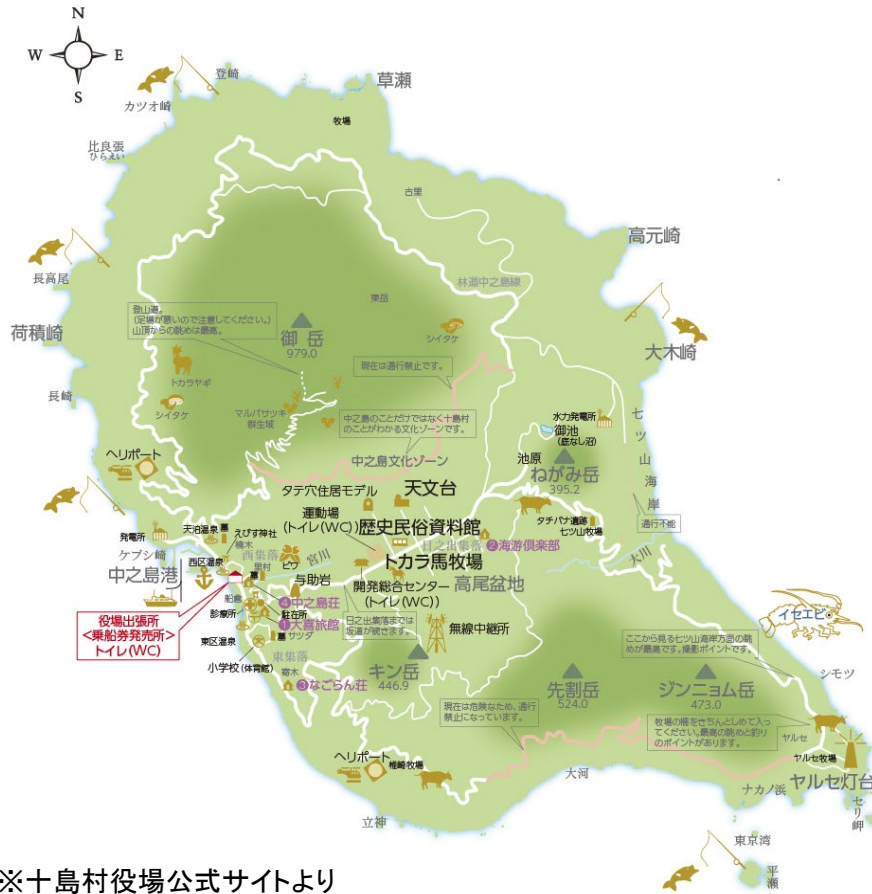 N
W
E
S
登崎
カツオ崎
草瀬
牧場
比良張
ひらえい
古里
高元崎
長高尾
林道中之島線
東岳
登山道。
(足場が悪いので注意してください。)
山頂からの眺めは最高。
御岳
979.0
シイタケ
荷積崎
大木崎
トカラヤギ
現在は通行禁止です。
長崎
シイタケ
マルバサツキ
群生域
中之島のことだけではなく十島村
のことがわかる文化ゾーンです。
水力発電所
御池
(底なし沼)
七ツ山海岸
ヘリポート
中之島文化ゾーン
池原
ねがみ岳
395.2
タテ穴住居モデル
天文台
運動場
(トイレ(WC))
歴史民俗資料館
タチバナ遺跡
七ツ山牧場
通行不能
発電所
天泊温泉
墓
えびす神社
楠木
日之出集落
❷海游倶楽部
ケブシ崎
西区温泉
西集落
里村
ビワ
宮川
トカラ馬牧場
大川
中之島港
墓
与助岩
開発総合センター
(トイレ(WC))
高尾盆地
船倉
❹中之島荘
役場出張所
<乗船券発売所>
トイレ(WC)
診療所
駐在所
❶大喜旅館
日之出集落までは
坂道が続きます。
無線中継所
イセエビ
東区温泉
墓
サツダ
小学校(体育館)
東集落
寄木
❸なごらん荘
キン岳
446.9
ここから見る七ツ山海岸方面の眺
めが最高です。撮影ポイントです。
シモツ
先割岳
524.0
ジンニョム岳
473.0
現在は危険なため、通行
禁止になっています。
牧場の柵をきちんとしめて入っ
てください。最高の眺めと釣り
のポイントがあります。
ヤルセ
ヤルセ牧場
ヘリポート
椎崎牧場
大河
ヤルセ灯台
ナカノ浜
セリ岬
立神
東京湾
平瀬
※十島村役場公式サイトより